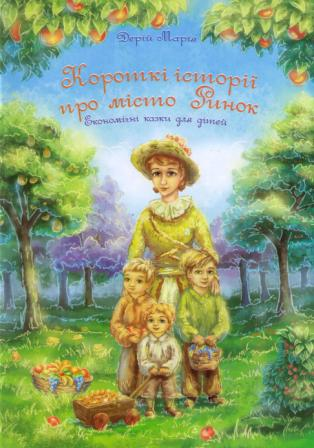 Дерій Марія
Короткі історії
про місто Ринок
Економічні казки для дітей